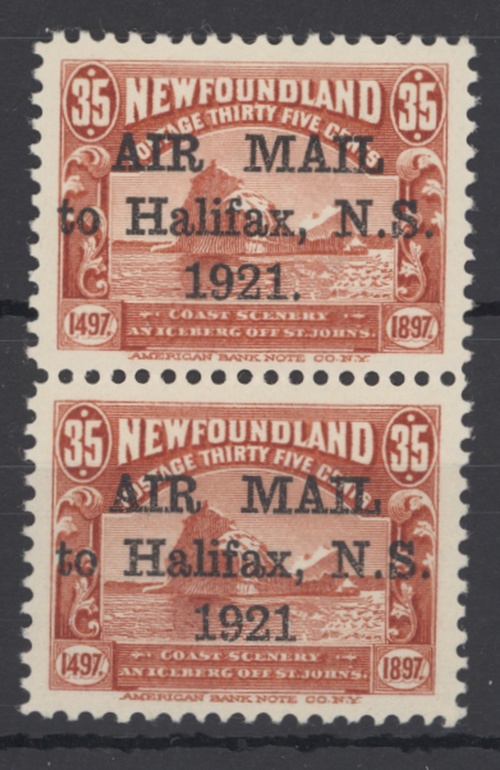 35 NEWFOUNDLAND 35
POSTAGE THIRTY FIVE CENTS
AIR MAIL
to Halifax, N.S.
1921.
1497. COAST SCENERY 1897.
AN ICEBERG OFF ST. JOHNS.
AMERICAN BANK NOTE CO. N.Y.
35 NEWFOUNDLAND 35
POSTAGE THIRTY FIVE CENTS
AIR MAIL
to Halifax, N.S.
1921
1497. COAST SCENERY 1897.
AN ICEBERG OFF ST. JOHNS.
AMERICAN BANK NOTE CO. N.Y.